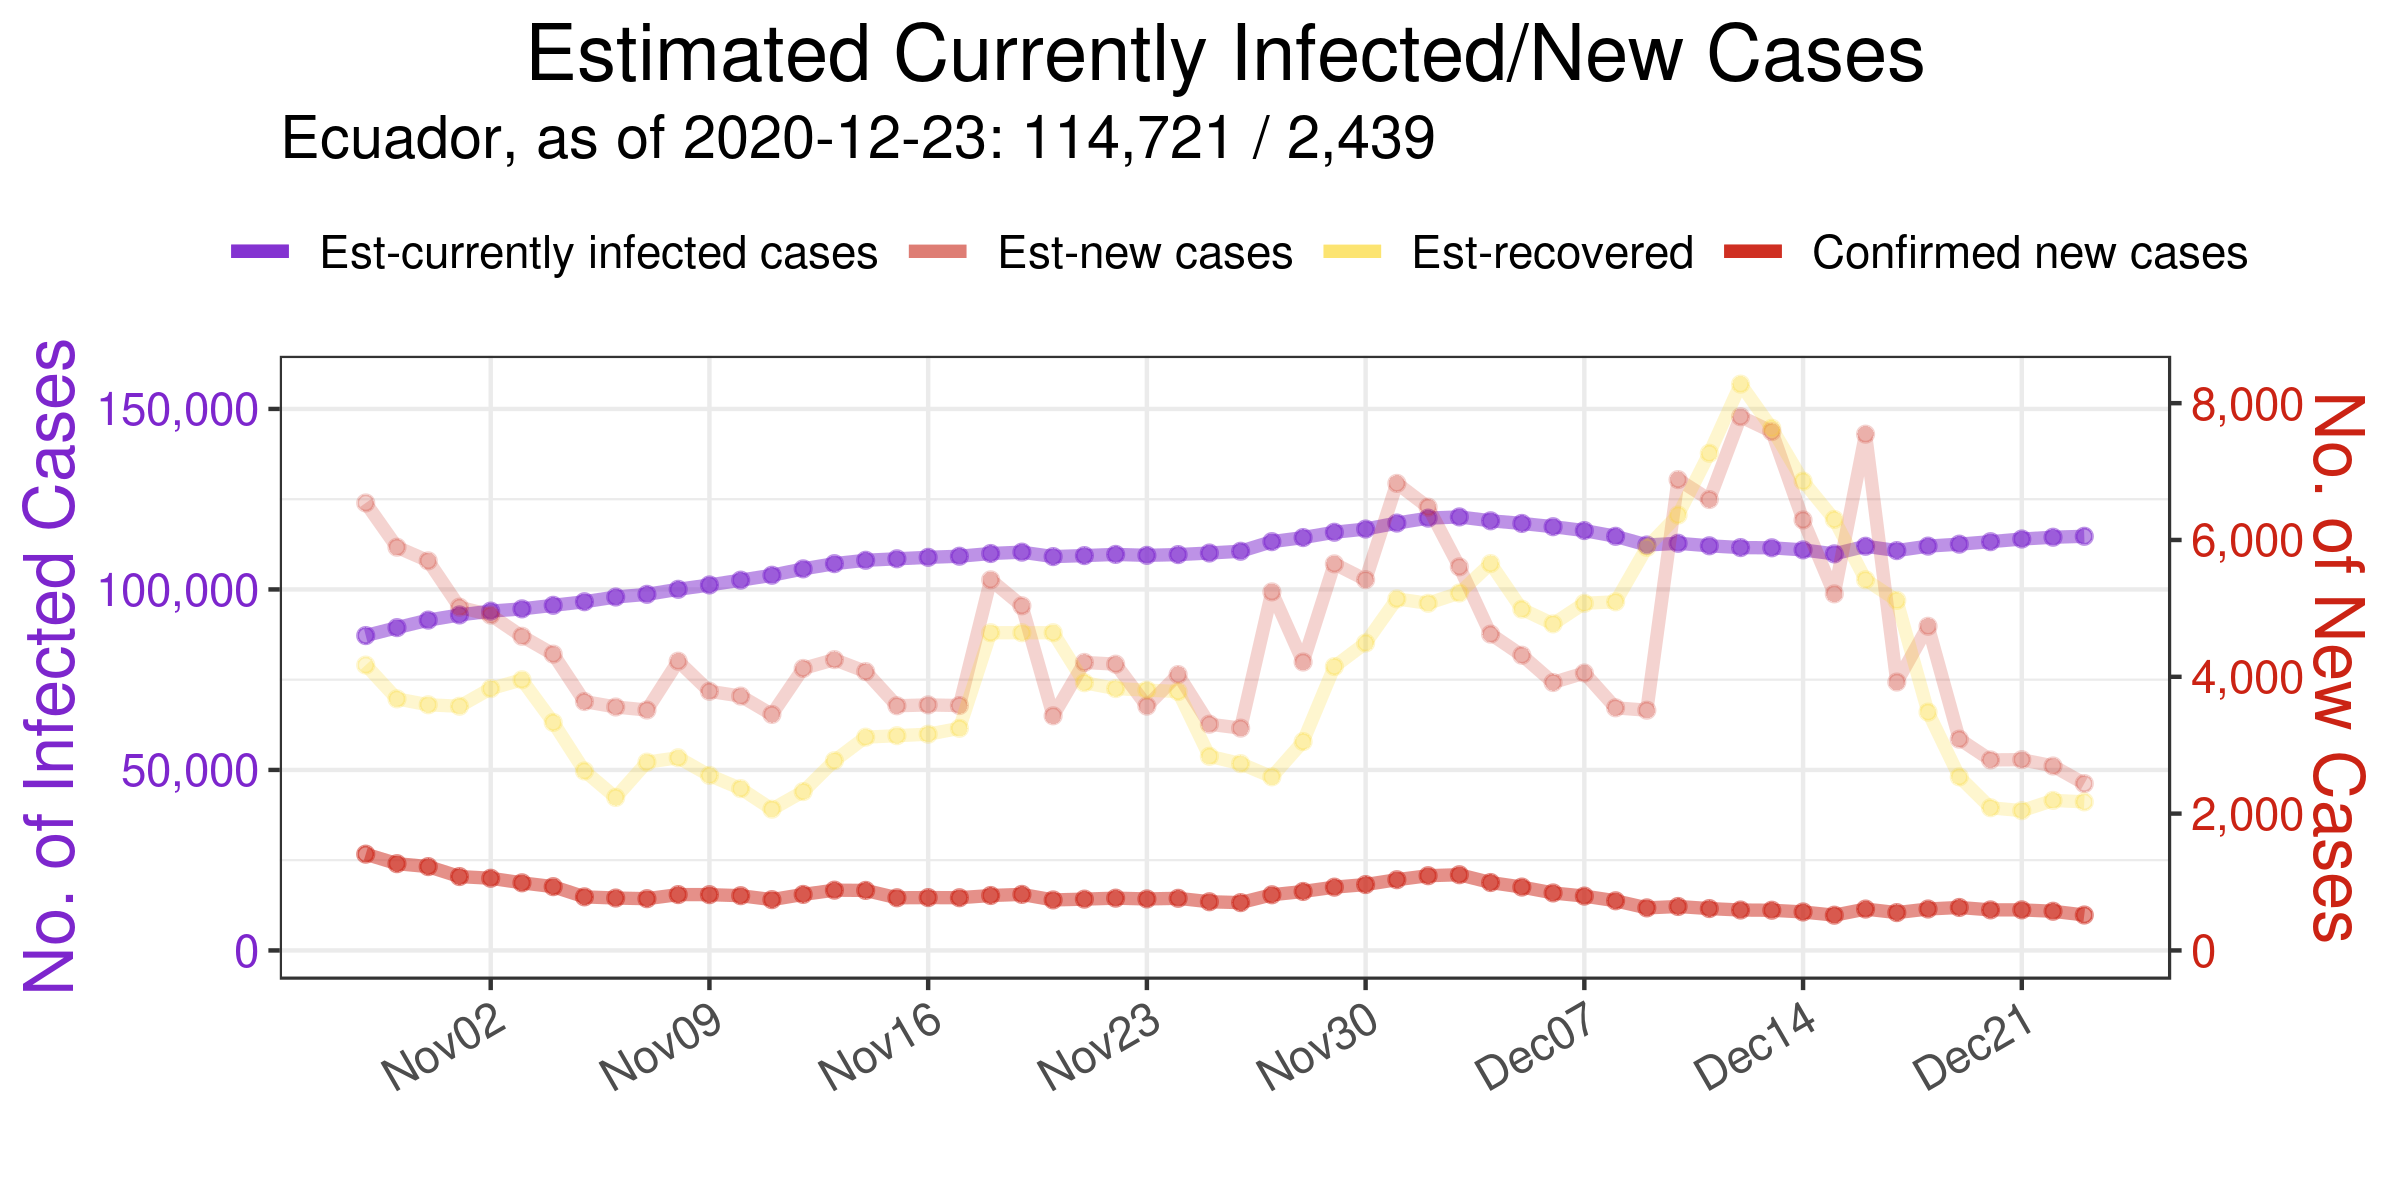 Estimated Currently Infected/New Cases
Ecuador, as of 2020-12-23: 114,721 / 2,439
Est-currently infected cases Est-new cases Est-recovered Confirmed new cases
No. of Infected Cases
150,000
100,000
50,000
0
8,000
6,000
4,000
2,000
0
No. of New Cases
Nov02 Nov09 Nov16 Nov23 Nov30 Dec07 Dec14 Dec21